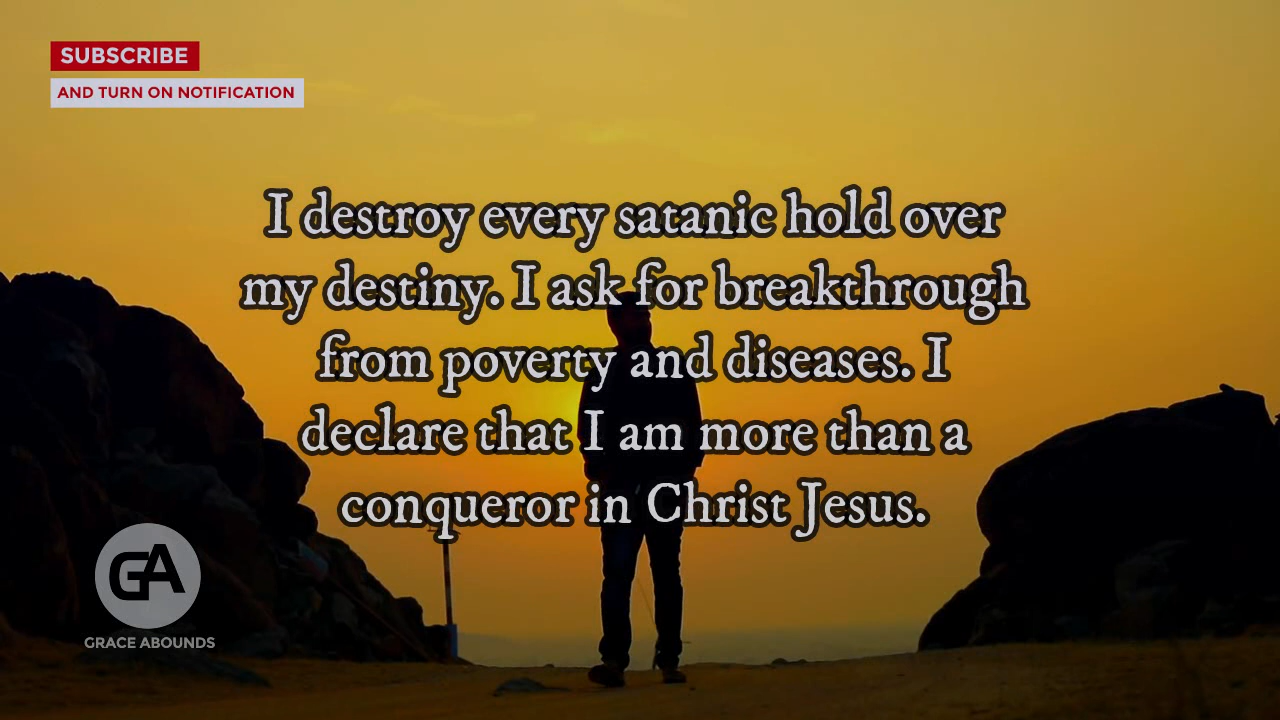 SUBSCRIBE
AND TURN ON NOTIFICATION
I destroy every satanic hold over
my destiny. I ask for breakthrough
from poverty and diseases. I
declare that I am more than a
conqueror in Christ Jesus.
GA
GRACE ABOUNDS